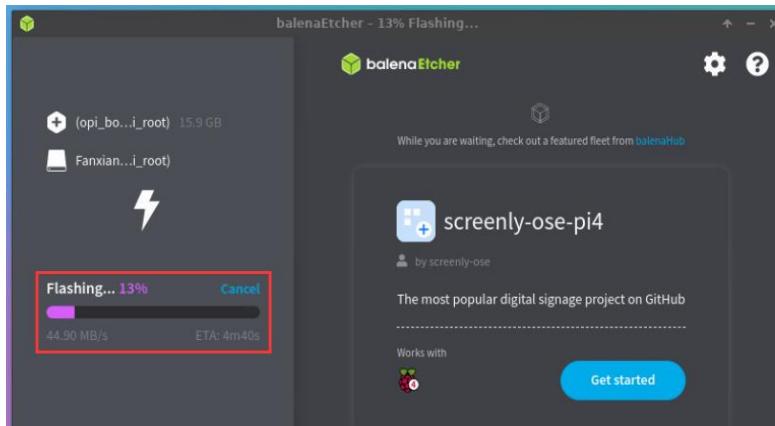 balenaEtcher - 13% Flashing...
balenaEtcher
(opi_bo...i_root) 15.9 GB
Fanxian...i_root)
Flashing... 13% Cancel
44.90 MB/s ETA: 4m40s
While you are waiting, check out a featured fleet from balenaHub
screenly-ose-pi4
by screenly-ose
The most popular digital signage project on GitHub
Works with
4
Get started